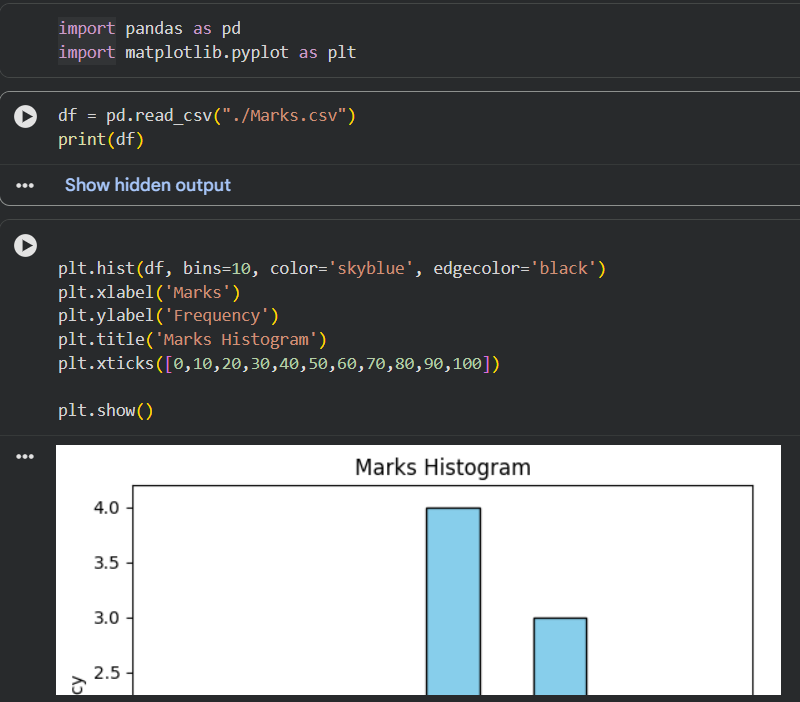 import pandas as pd
import matplotlib.pyplot as plt
df = pd.read_csv("./Marks.csv")
print(df)
Show hidden output
plt.hist(df, bins=10, color='skyblue', edgecolor='black')
plt.xlabel('Marks')
plt.ylabel('Frequency')
plt.title('Marks Histogram')
plt.xticks([0,10,20,30,40,50,60,70,80,90,100])
plt.show()
Marks Histogram
4.0
3.5
3.0
2.5
cy